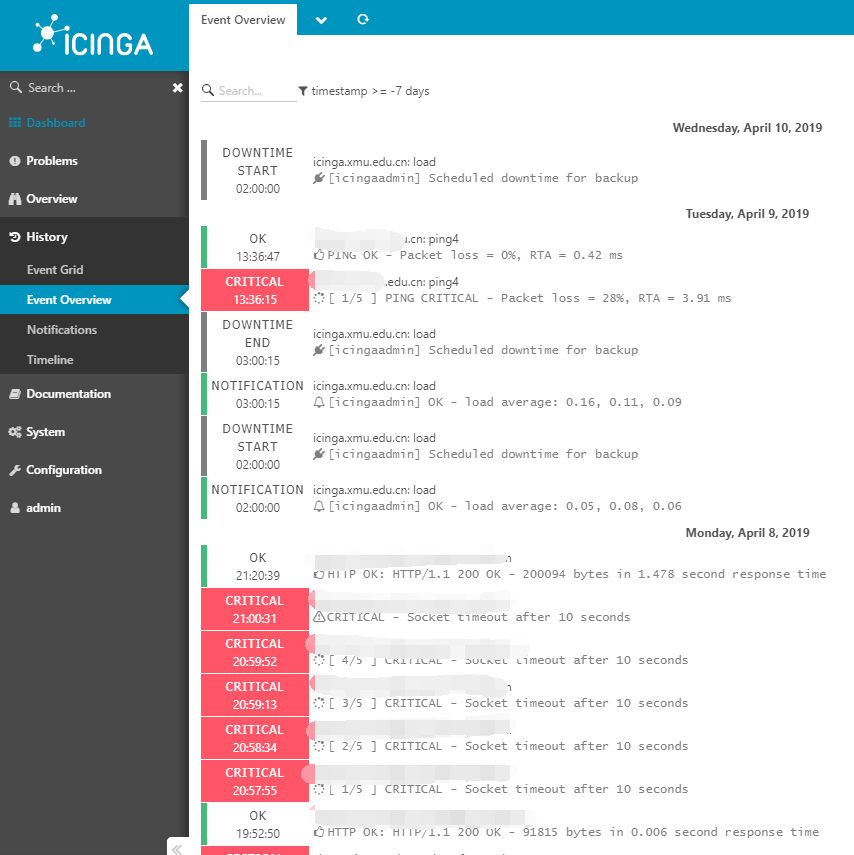 Event Overview
ICINGA
Search ...
Dashboard
Problems
Overview
History
Event Grid
Event Overview
Notifications
Timeline
Documentation
System
Configuration
admin
Search...
timestamp >= -7 days
Wednesday, April 10, 2019
DOWNTIME START
02:00:00
icinga.xmu.edu.cn: load
[icingaadmin] Scheduled downtime for backup
Tuesday, April 9, 2019
OK
13:36:47
u.cn: ping4
PING OK - Packet loss = 0%, RTA = 0.42 ms
CRITICAL
13:36:15
.edu.cn: ping4
[ 1/5 ] PING CRITICAL - Packet loss = 28%, RTA = 3.91 ms
DOWNTIME
END
03:00:15
icinga.xmu.edu.cn: load
[icingaadmin] Scheduled downtime for backup
NOTIFICATION
03:00:15
icinga.xmu.edu.cn: load
[icingaadmin] OK - load average: 0.16, 0.11, 0.09
DOWNTIME
START
02:00:00
icinga.xmu.edu.cn: load
[icingaadmin] Scheduled downtime for backup
NOTIFICATION
02:00:00
icinga.xmu.edu.cn: load
[icingaadmin] OK - load average: 0.05, 0.08, 0.06
Monday, April 8, 2019
OK
21:20:39
HTTP OK: HTTP/1.1 200 OK - 200094 bytes in 1.478 second response time
CRITICAL
21:00:31
CRITICAL - Socket timeout after 10 seconds
CRITICAL
20:59:52
[ 4/5 ] CRITICAL - Socket timeout after 10 seconds
CRITICAL
20:59:13
[ 3/5 ] CRITICAL - Socket timeout after 10 seconds
CRITICAL
20:58:34
[ 2/5 ] CRITICAL - Socket timeout after 10 seconds
CRITICAL
20:57:55
[ 1/5 ] CRITICAL - Socket timeout after 10 seconds
OK
19:52:50
HTTP OK: HTTP/1.1 200 OK - 91815 bytes in 0.006 second response time